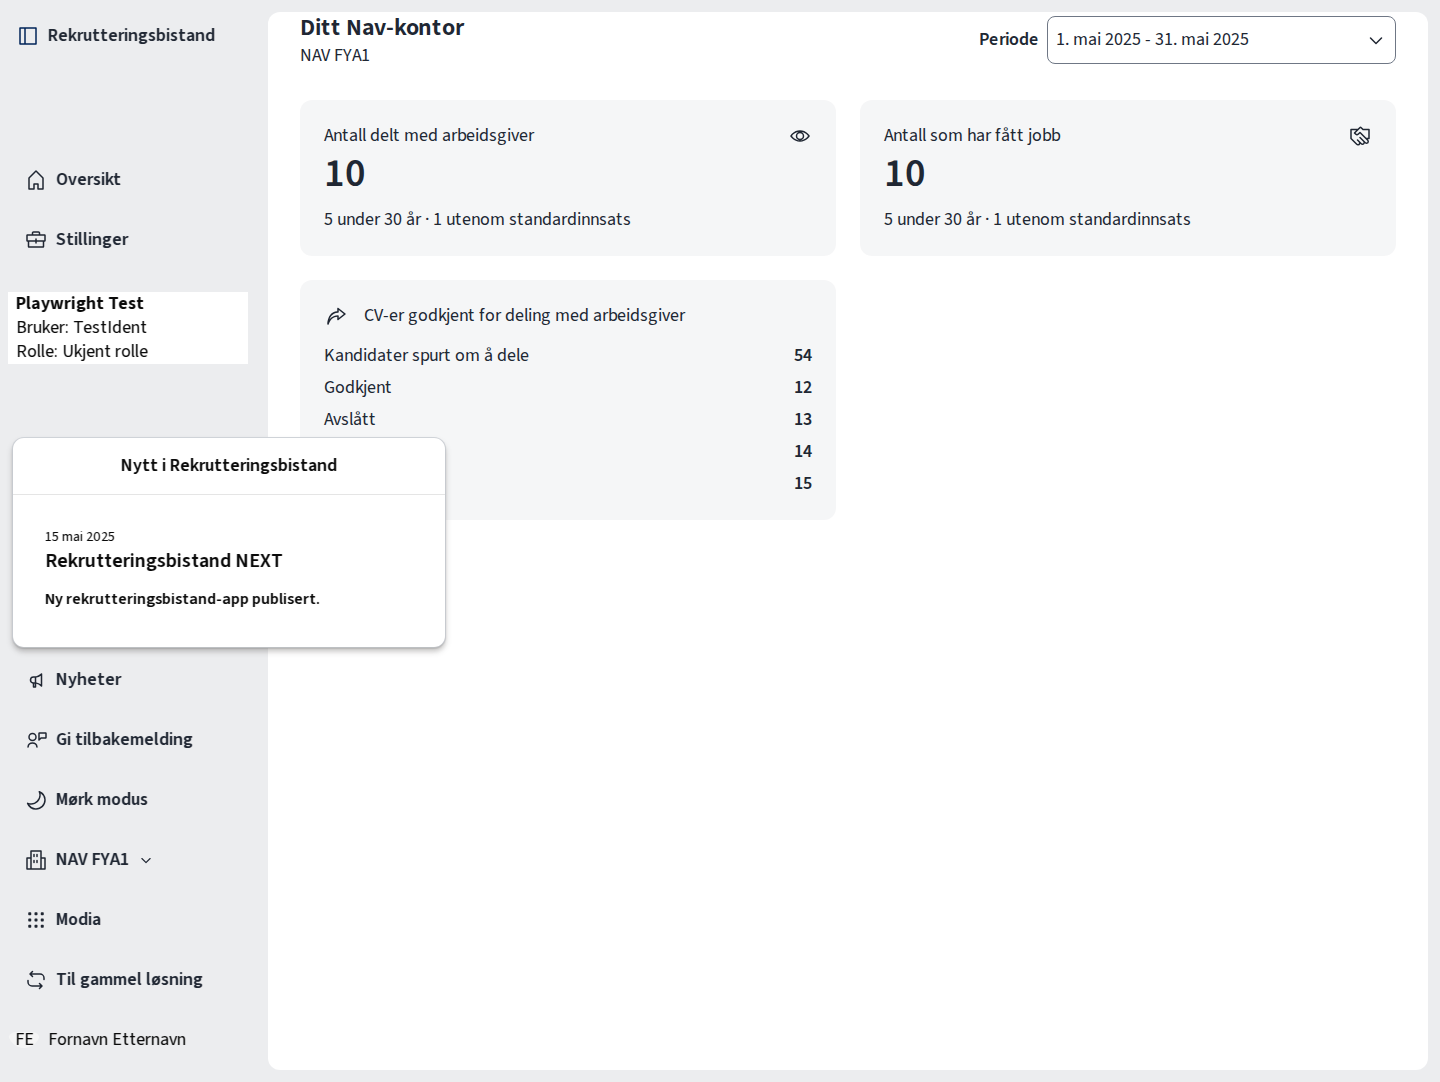 Rekrutteringsbistand
Oversikt
Stillinger
Playwright Test
Bruker: TestIdent
Rolle: Ukjent rolle
Nytt i Rekrutteringsbistand
15 mai 2025
Rekrutteringsbistand NEXT
Ny rekrutteringsbistand-app publisert.
Nyheter
Gi tilbakemelding
Mørk modus
NAV FYA1
Modia
Til gammel løsning
FE Fornavn Etternavn
Ditt Nav-kontor
NAV FYA1
Periode 1. mai 2025 - 31. mai 2025
Antall delt med arbeidsgiver
10
5 under 30 år · 1 utenom standardinnsats
Antall som har fått jobb
10
5 under 30 år · 1 utenom standardinnsats
CV-er godkjent for deling med arbeidsgiver
Kandidater spurt om å dele 54
Godkjent 12
Avslått 13
14
15